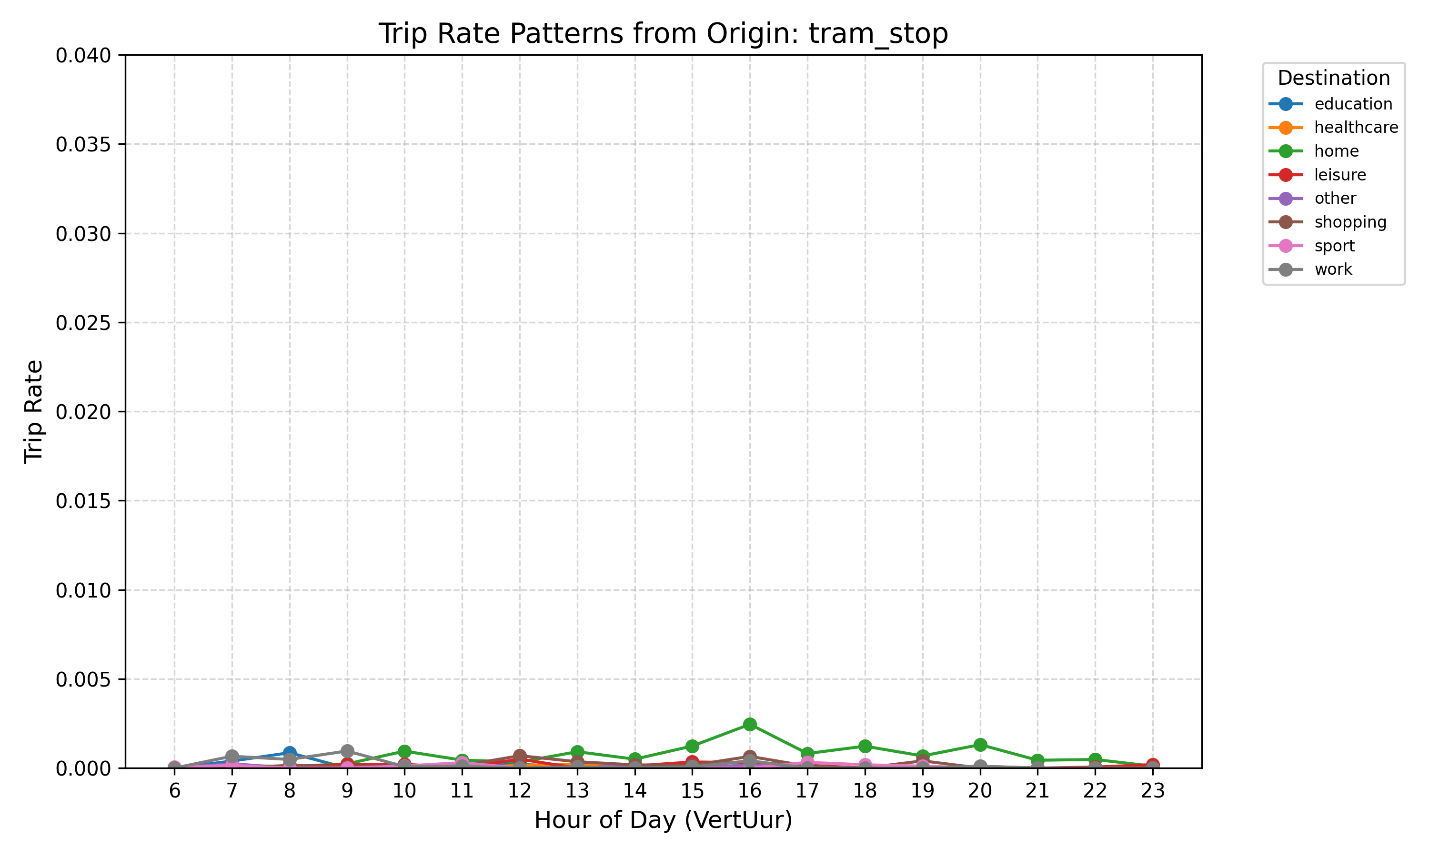 Trip Rate Patterns from Origin: tram_stop
0.040
0.035
0.030
0.025
0.020
0.015
0.010
0.005
0.000
Trip Rate
6 7 8 9 10 11 12 13 14 15 16 17 18 19 20 21 22 23
Hour of Day (VertUur)
Destination
education
healthcare
home
leisure
other
shopping
sport
work